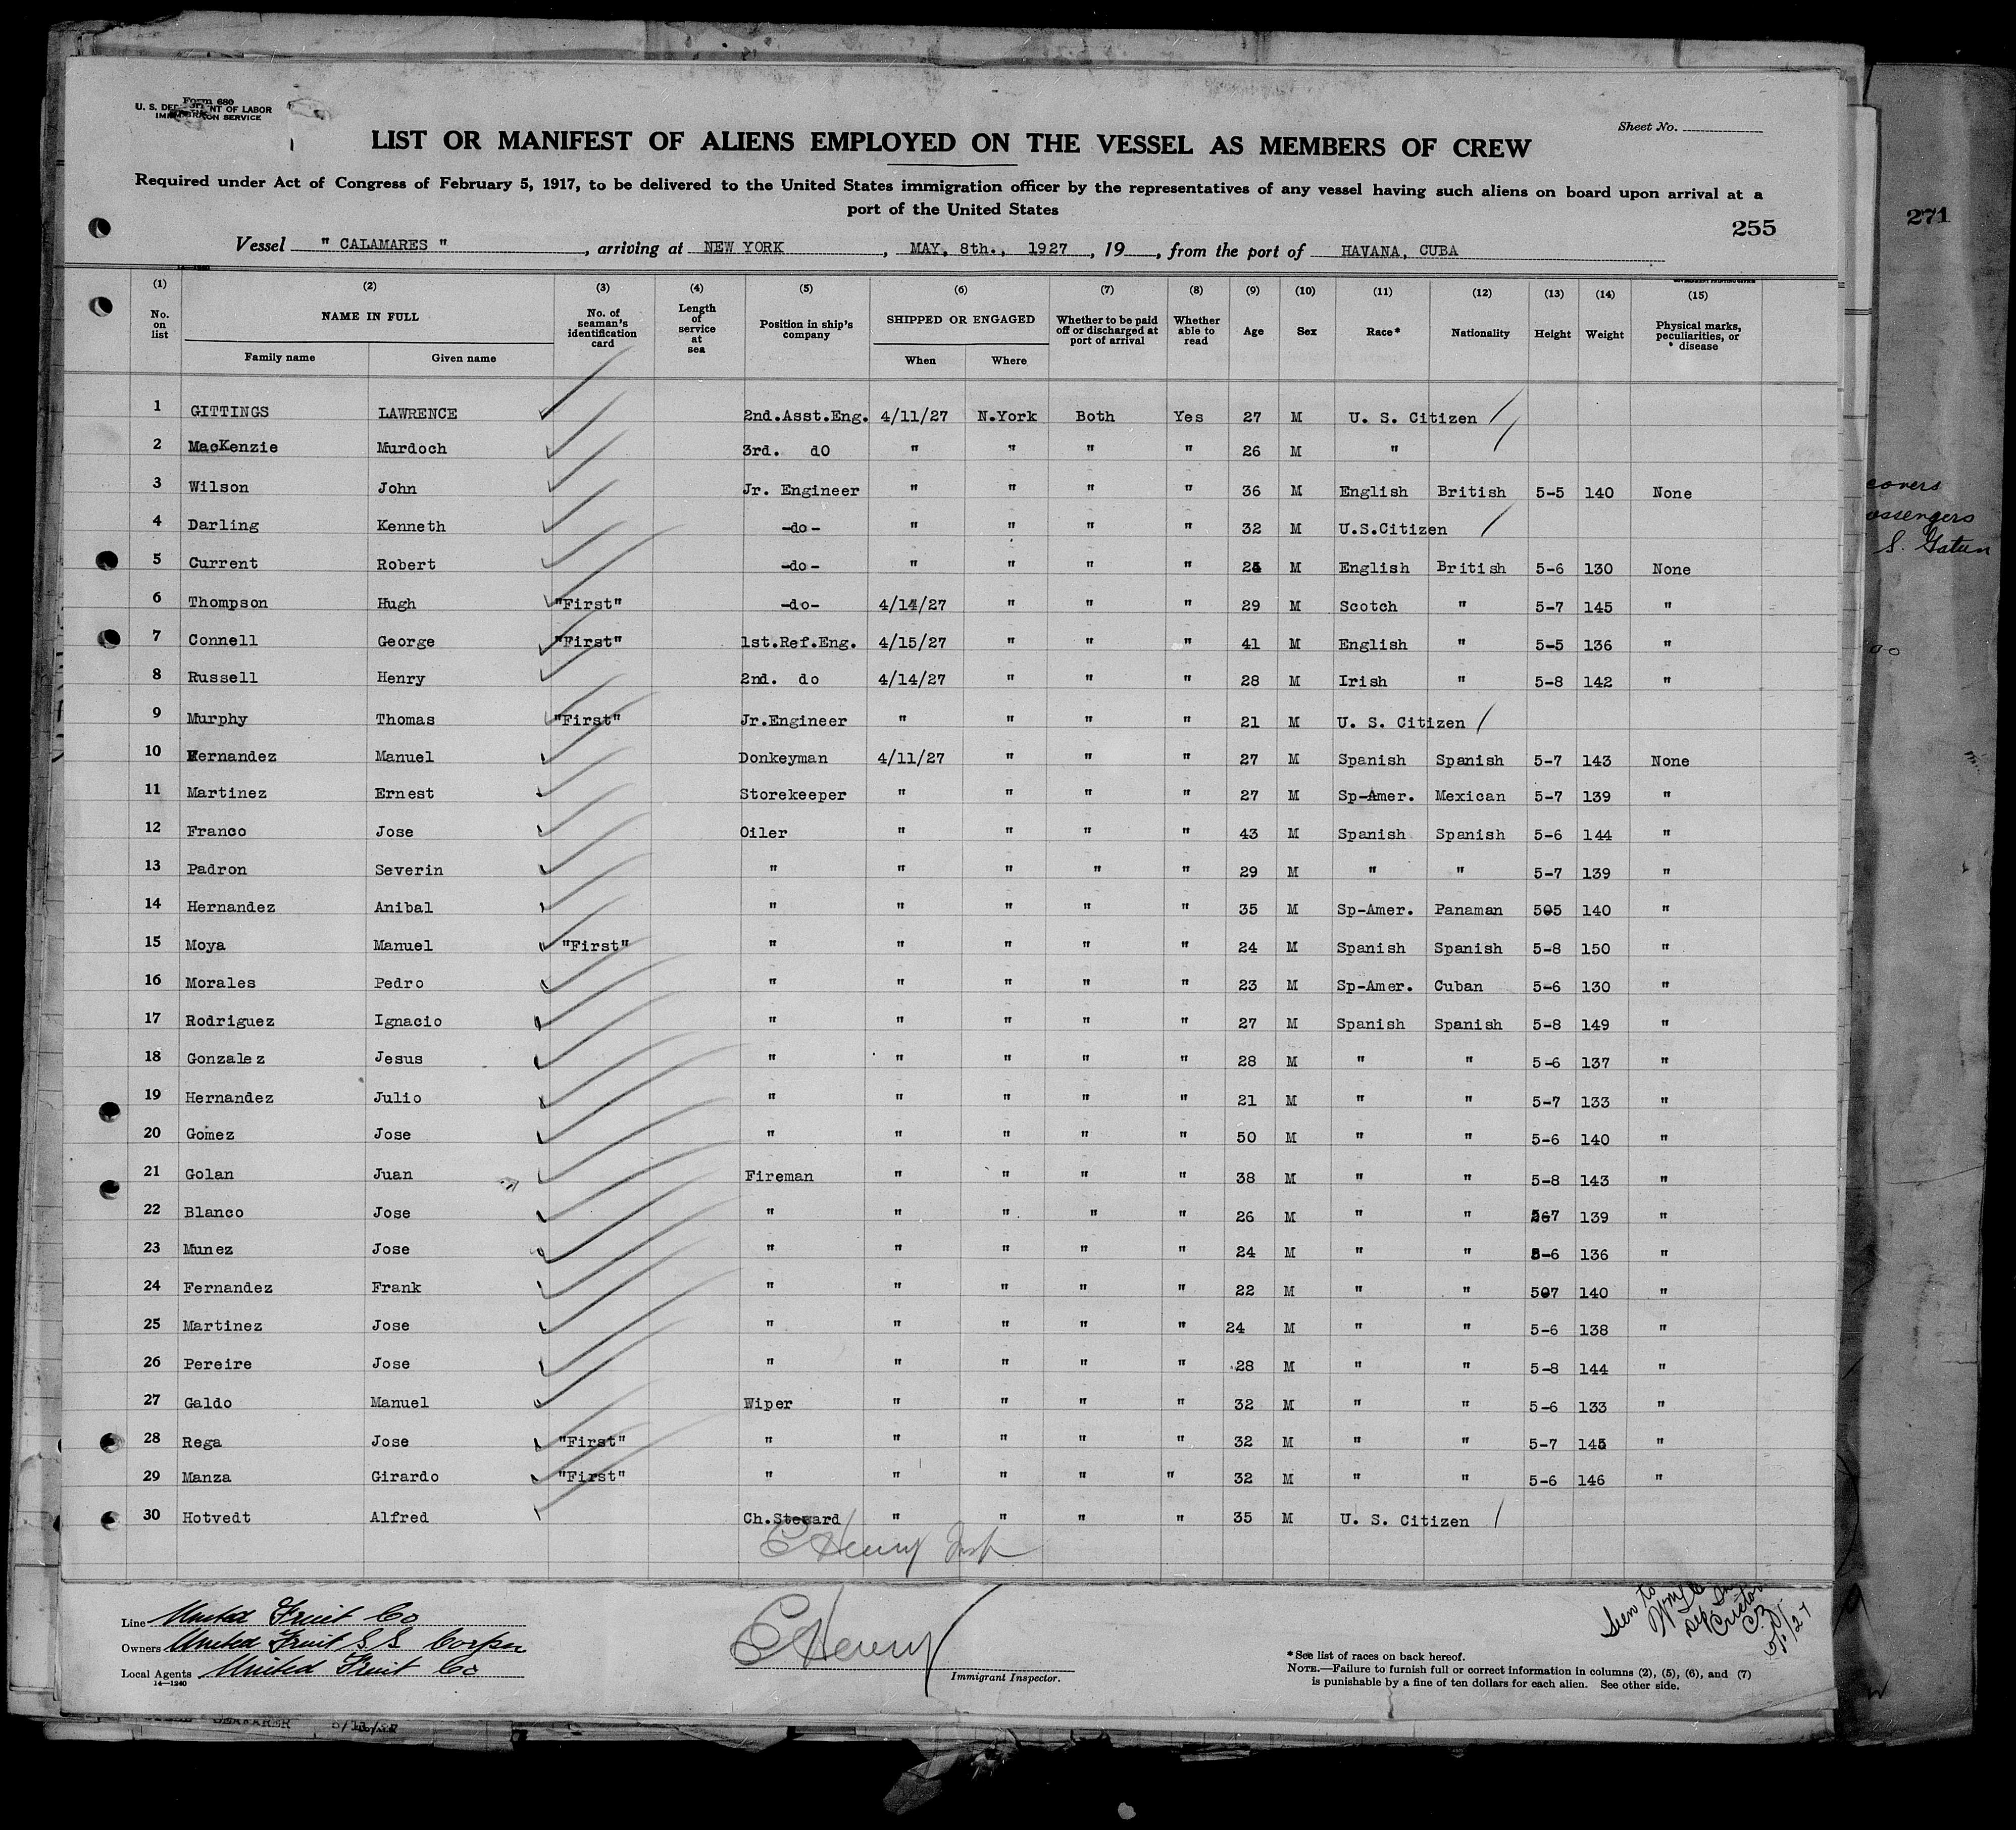 Form 680
U. S. DEPARTMENT OF LABOR
IMMIGRATION SERVICE
Sheet No.
LIST OR MANIFEST OF ALIENS EMPLOYED ON THE VESSEL AS MEMBERS OF CREW
Required under Act of Congress of February 5, 1917, to be delivered to the United States immigration officer by the representatives of any vessel having such aliens on board upon arrival at a
port of the United States
255
271
Vessel " CALAMARES ", arriving at NEW YORK, MAY, 8th., 1927, 19, from the port of HAVANA, CUBA
(1) (2) (3) (4) (5) (6) (7) (8) (9) (10) (11) (12) (13) (14) (15)
No. on list NAME IN FULL Family name Given name No. of seaman's identification card Length of service at sea Position in ship's company SHIPPED OR ENGAGED When Where Whether to be paid off or discharged at port of arrival Whether able to read Age Sex Race* Nationality Height Weight Physical marks, peculiarities, or disease
1 GITTINGS LAWRENCE 2nd.Asst.Eng. 4/11/27 N.York Both Yes 27 M U. S. Citizen
2 MacKenzie Murdoch 3rd. dO " " " " 26 M "
3 Wilson John Jr. Engineer " " " " 36 M English British 5-5 140 None
4 Darling Kenneth -do- " " " " 32 M U.S.Citizen
5 Current Robert -do- " " " " M English British 5-6 130 None
6 Thompson Hugh "First" -do- 4/14/27 " " " 29 M Scotch " 5-7 145 "
7 Connell George "First" 1st.Ref.Eng. 4/15/27 " " " 41 M English " 5-5 136 "
8 Russell Henry 2nd. do 4/14/27 " " " 28 M Irish " 5-8 142 "
9 Murphy Thomas "First" Jr.Engineer " " " " 21 M U. S. Citizen
10 Manuel Donkeyman 4/11/27 " " " 27 M Spanish Spanish 5-7 143 None
11 Martinez Ernest Storekeeper " " " " 27 M Sp-Amer. Mexican 5-7 139 "
12 Franco Jose Oiler " " " " 43 M Spanish Spanish 5-6 144 "
13 Padron Severin " " " " " 29 M " " 5-7 139 "
14 Hernandez Anibal " " " " " 35 M Sp-Amer. Panaman 505 140 "
15 Moya Manuel "First" " " " " " 24 M Spanish Spanish 5-8 150 "
16 Morales Pedro " " " " " 23 M Sp-Amer. Cuban 5-6 130 "
17 Rodriguez Ignacio " " " " " 27 M Spanish Spanish 5-8 149 "
18 Gonzalez Jesus " " " " " 28 M " " 5-6 137 "
19 Hernandez Julio " " " " " 21 M " " 5-7 133 "
20 Gomez Jose " " " " " 50 M " " 5-6 140 "
21 Golan Juan Fireman " " " " 38 M " " 5-8 143 "
22 Blanco Jose " " " " " 26 M " " 139 "
23 Munez Jose " " " " " 24 M " " 5-6 136 "
24 Fernandez Frank " " " " " 22 M " " 507 140 "
25 Martinez Jose " " " " " 24 M " " 5-6 138 "
26 Pereire Jose " " " " " 28 M " " 5-8 144 "
27 Galdo Manuel Wiper " " " " 32 M " " 5-6 133 "
28 Rega Jose "First" " " " " " 32 M " " 5-7 145 "
29 Manza Girardo "First" " " " " " 32 M " " 5-6 146 "
30 Hotvedt Alfred Ch.Steward " " " " 35 M U. S. Citizen
C Henry Insp
Line United Fruit Co
Owners United Fruit S S Corpn
Local Agents United Fruit Co
14—1240
C Henry
Immigrant Inspector.
*See list of races on back hereof.
NOTE.—Failure to furnish full or correct information in columns (2), (5), (6), and (7)
is punishable by a fine of ten dollars for each alien. See other side.